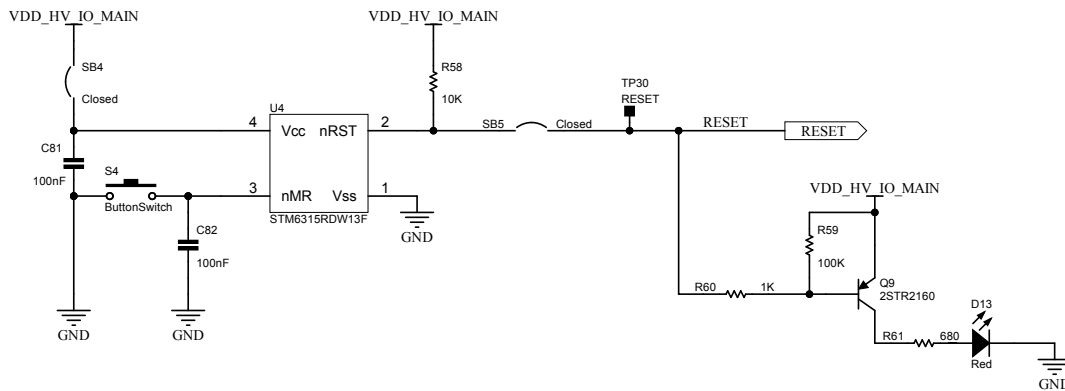 VDD_HV_IO_MAIN
VDD_HV_IO_MAIN
SB4
Closed
R58
10K
TP30
RESET
U4
4 Vcc nRST 2
SB5 Closed
RESET
RESET
C81
100nF
S4
ButtonSwitch
3 nMR Vss 1
STM6315RDW13F
GND
C82
100nF
GND
GND
VDD_HV_IO_MAIN
R59
100K
R60 1K
Q9
2STR2160
D13
R61 680
Red
GND